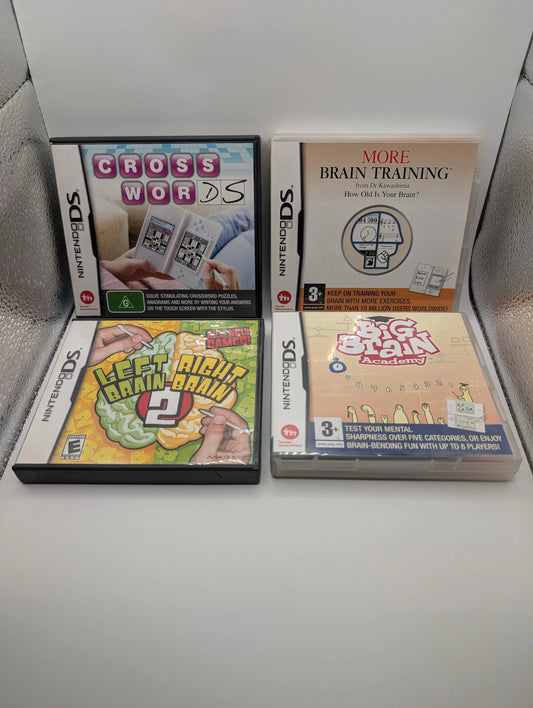 NINTENDO DS
CROSS
WORDS
G
SOLVE STIMULATING CROSSWORD PUZZLES,
ANAGRAMS AND MORE BY WRITING YOUR ANSWERS
ON THE TOUCH SCREEN WITH THE STYLUS.
NINTENDO DS
MORE
BRAIN TRAINING™
from Dr Kawashima
How Old Is Your Brain?
3+
KEEP ON TRAINING YOUR
BRAIN WITH MORE EXERCISES.
MORE THAN 10 MILLION USERS WORLDWIDE!
NINTENDO DS
LEFT RIGHT
BRAIN-BRAIN
2
E
NINTENDO DS
BiG
BRAiN
Academy
3+
TEST YOUR MENTAL
SHARPNESS OVER FIVE CATEGORIES, OR ENJOY
BRAIN-BENDING FUN WITH UP TO 8 PLAYERS!